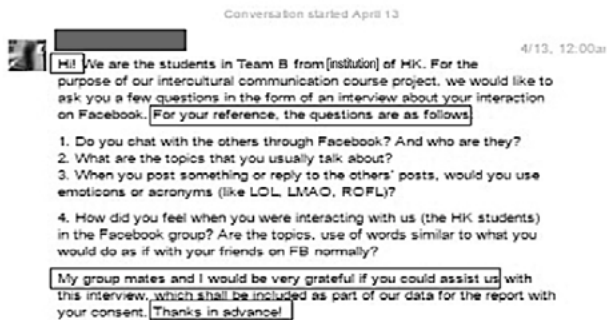 Conversation started April 13
4/13, 12:00am
Hi! We are the students in Team B from [institution] of HK. For the
purpose of our intercultural communication course project, we would like to
ask you a few questions in the form of an interview about your interaction
on Facebook. For your reference, the questions are as follows
1. Do you chat with the others through Facebook? And who are they?
2. What are the topics that you usually talk about?
3. When you post something or reply to the others' posts, would you use
emoticons or acronyms (like LOL, LMAO, ROFL)?
4. How did you feel when you were interacting with us (the HK students)
in the Facebook group? Are the topics, use of words similar to what you
would do as if with your friends on FB normally?
My group mates and I would be very grateful if you could assist us with
this interview, which shall be included as part of our data for the report with
your consent. Thanks in advance!